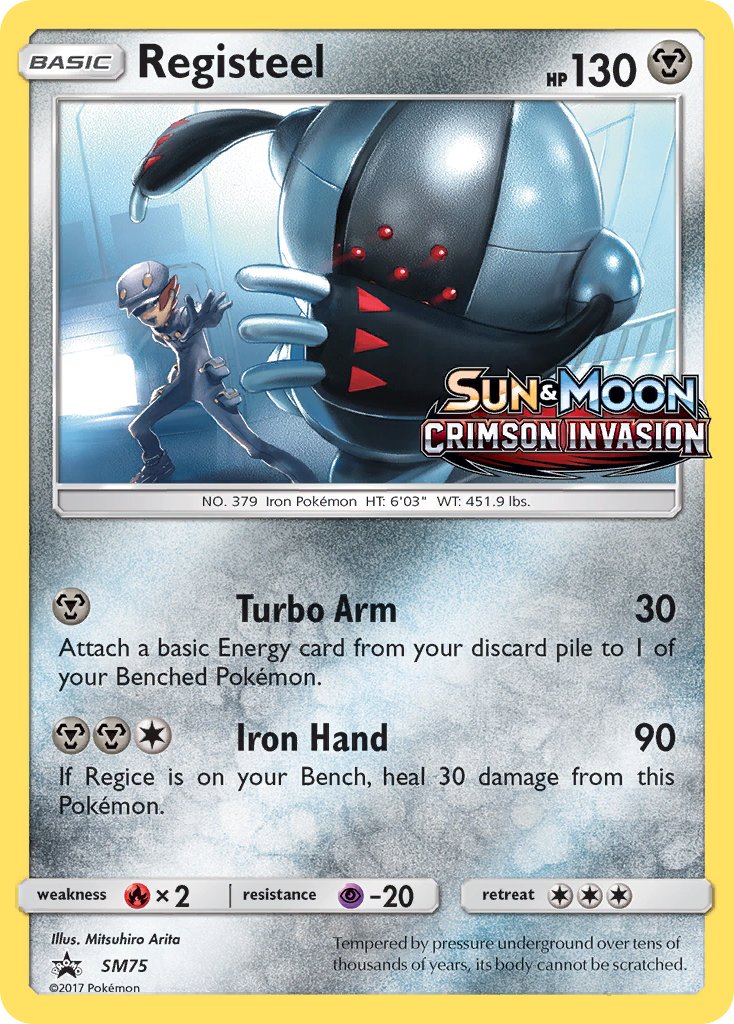 BASIC Registeel HP 130
SUN & MOON
CRIMSON INVASION
NO. 379 Iron Pokémon HT: 6'03" WT: 451.9 lbs.
Turbo Arm 30
Attach a basic Energy card from your discard pile to 1 of
your Benched Pokémon.
Iron Hand 90
If Regice is on your Bench, heal 30 damage from this
Pokémon.
weakness × 2 resistance –20 retreat
Illus. Mitsuhiro Arita
SM75
©2017 Pokémon
Tempered by pressure underground over tens of
thousands of years, its body cannot be scratched.